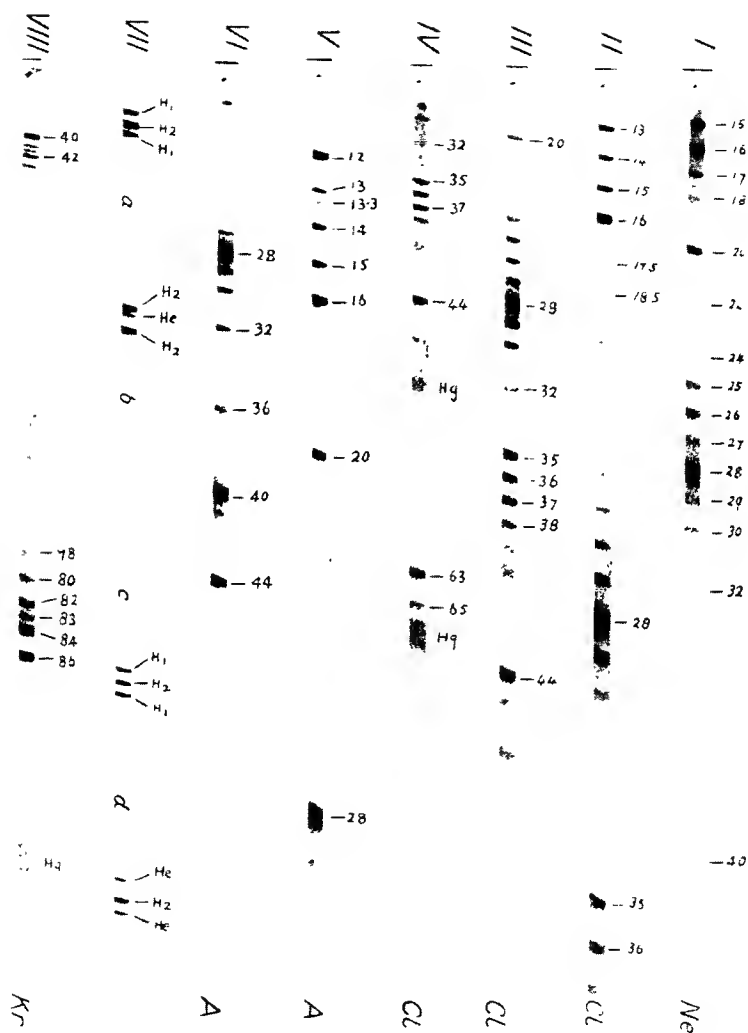 I
15
16
17
18
20
22
24
25
26
27
28
29
30
32
40
Ne
II
13
14
15
16
17.5
18.5
28
35
36
Cl
III
20
28
32
35
36
37
38
44
Cl
IV
32
35
37
44
Hg
63
65
Hg
Cl
V
12
13
13·3
14
15
16
20
28
A
VI
28
32
36
40
44
A
VII
H₁
H₂
H₁
a
H₂
He
H₂
b
c
H₁
H₂
H₁
d
He
H₂
He
VIII
40
42
78
80
82
83
84
86
Hg
Kr